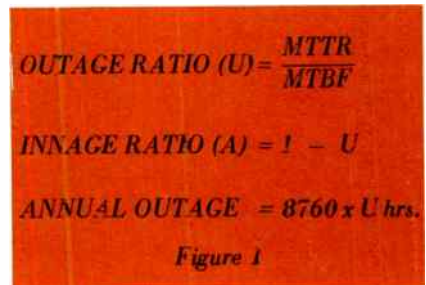 OUTAGE RATIO (U) = MTTR / MTBF
INNAGE RATIO (A) = 1 - U
ANNUAL OUTAGE = 8760 x U hrs.
Figure 1